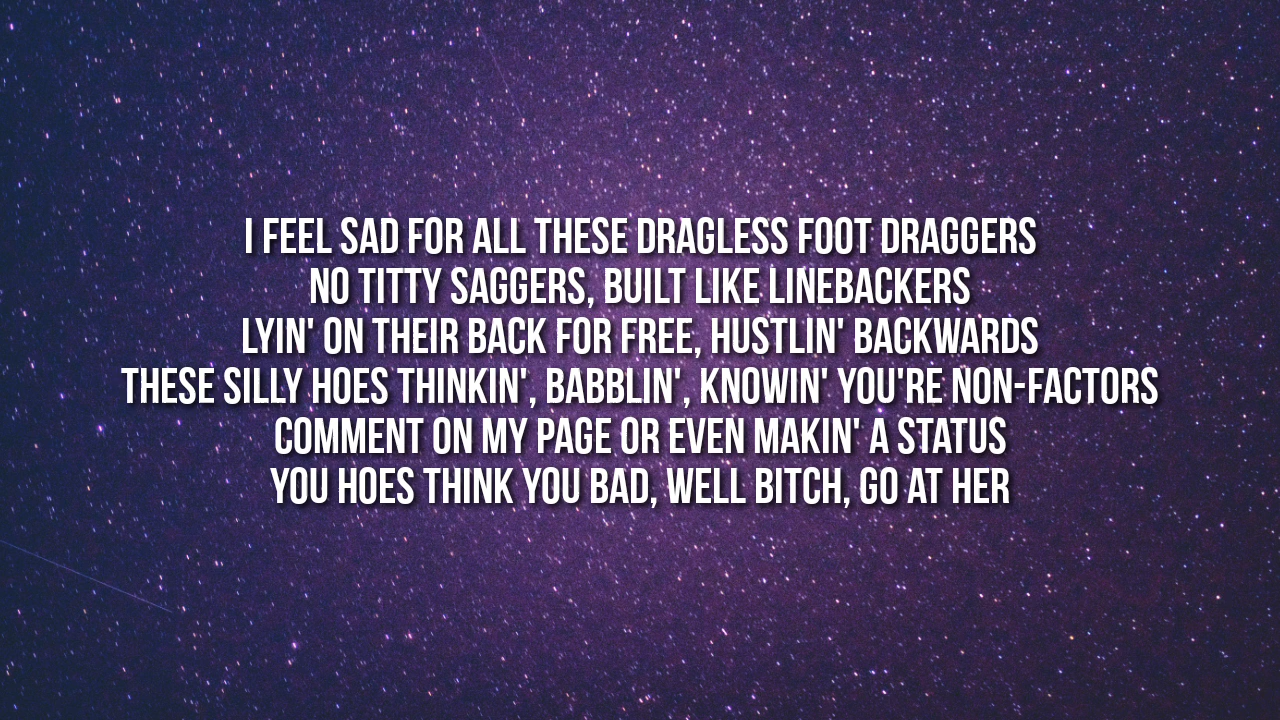 I FEEL SAD FOR ALL THESE DRAGLESS FOOT DRAGGERS
NO TITTY SAGGERS, BUILT LIKE LINEBACKERS
LYIN' ON THEIR BACK FOR FREE, HUSTLIN' BACKWARDS
THESE SILLY HOES THINKIN', BABBLIN', KNOWIN' YOU'RE NON-FACTORS
COMMENT ON MY PAGE OR EVEN MAKIN' A STATUS
YOU HOES THINK YOU BAD, WELL BITCH, GO AT HER